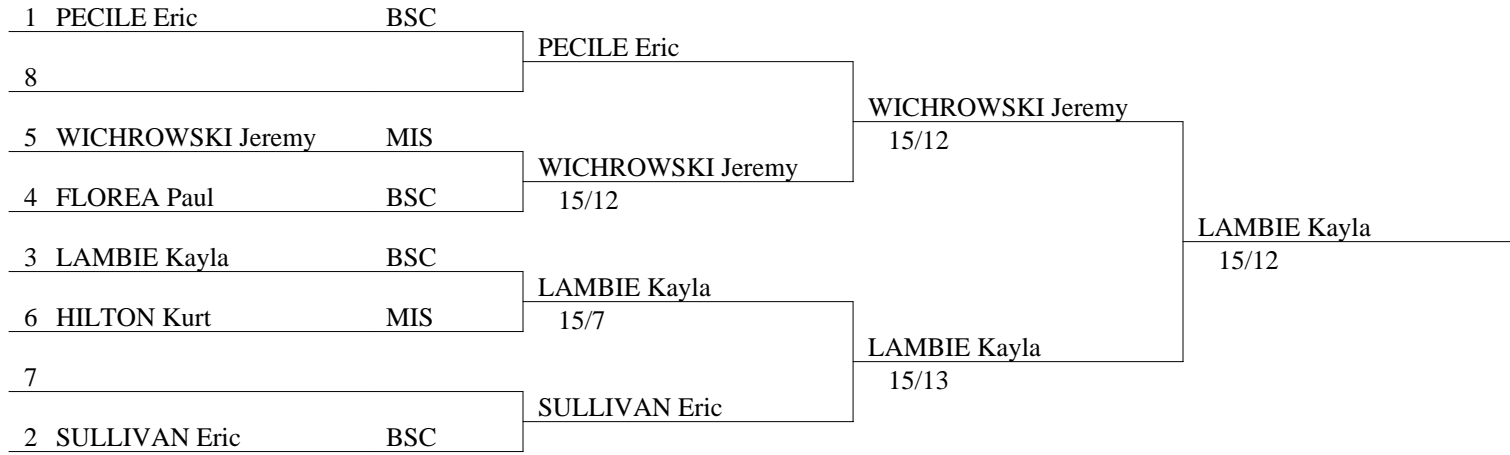 1 PECILE Eric BSC
8
5 WICHROWSKI Jeremy MIS
4 FLOREA Paul BSC
3 LAMBIE Kayla BSC
6 HILTON Kurt MIS
7
2 SULLIVAN Eric BSC
PECILE Eric
WICHROWSKI Jeremy
15/12
LAMBIE Kayla
15/7
SULLIVAN Eric
WICHROWSKI Jeremy
15/12
LAMBIE Kayla
15/13
LAMBIE Kayla
15/12